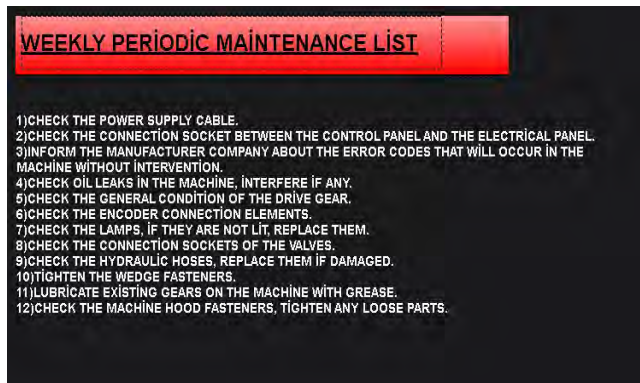 WEEKLY PERİODİC MAİNTENANCE LİST
1)CHECK THE POWER SUPPLY CABLE.
2)CHECK THE CONNECTİON SOCKET BETWEEN THE CONTROL PANEL AND THE ELECTRİCAL PANEL.
3)INFORM THE MANUFACTURER COMPANY ABOUT THE ERROR CODES THAT WİLL OCCUR İN THE
MACHİNE WİTHOUT İNTERVENTİON.
4)CHECK OİL LEAKS İN THE MACHİNE, İNTERFERE İF ANY.
5)CHECK THE GENERAL CONDİTİON OF THE DRİVE GEAR.
6)CHECK THE ENCODER CONNECTİON ELEMENTS.
7)CHECK THE LAMPS, İF THEY ARE NOT LİT, REPLACE THEM.
8)CHECK THE CONNECTİON SOCKETS OF THE VALVES.
9)CHECK THE HYDRAULİC HOSES, REPLACE THEM İF DAMAGED.
10)TİGHTEN THE WEDGE FASTENERS.
11)LUBRİCATE EXİSTİNG GEARS ON THE MACHİNE WİTH GREASE.
12)CHECK THE MACHİNE HOOD FASTENERS, TİGHTEN ANY LOOSE PARTS.